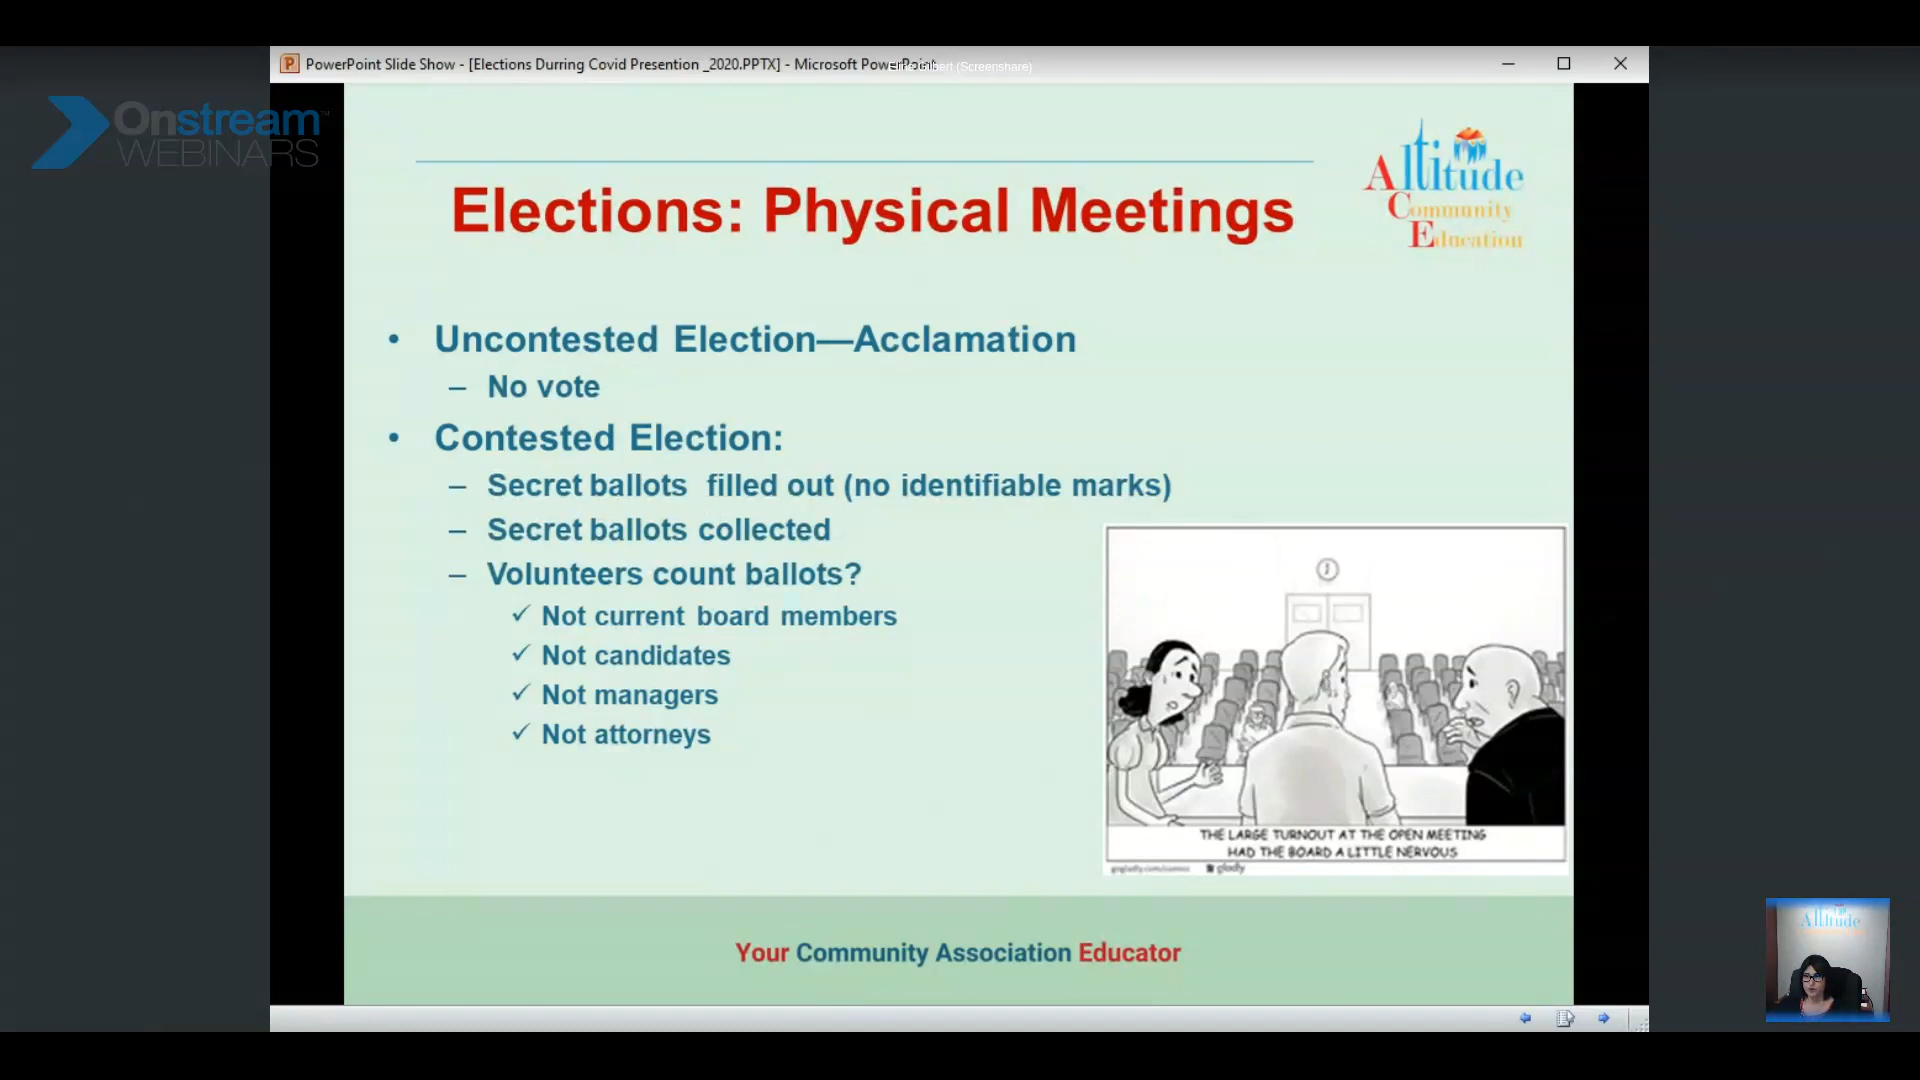 PowerPoint Slide Show - [Elections Durring Covid Presention _2020.PPTX] - Microsoft PowerPoint
(Screenshare)
Onstream
WEBINARS
Altitude
Community
Education
Elections: Physical Meetings
• Uncontested Election—Acclamation
– No vote
• Contested Election:
– Secret ballots filled out (no identifiable marks)
– Secret ballots collected
– Volunteers count ballots?
✓ Not current board members
✓ Not candidates
✓ Not managers
✓ Not attorneys
THE LARGE TURNOUT AT THE OPEN MEETING
HAD THE BOARD A LITTLE NERVOUS
gladly
Your Community Association Educator
Altitude